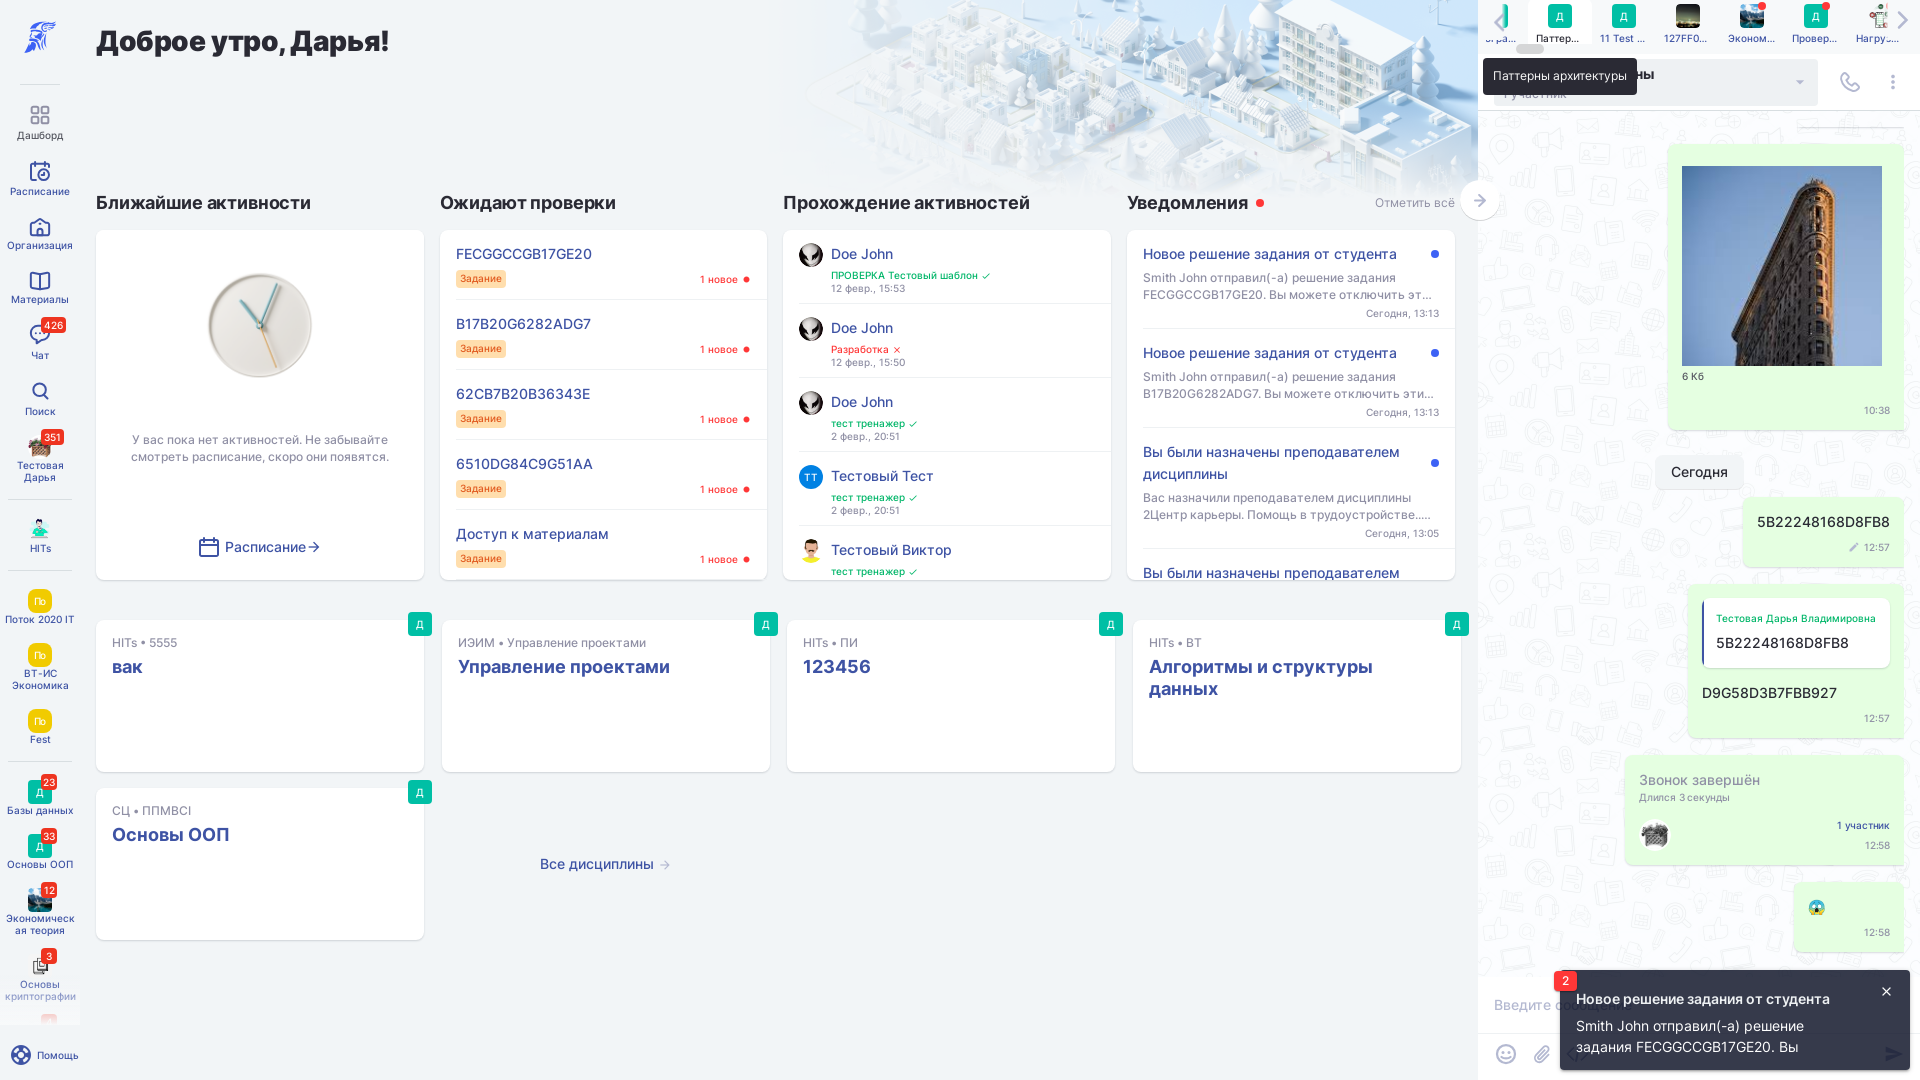 Дашборд
Расписание
Организация
Материалы
426
Чат
Поиск
351
Тестовая
Дарья
HITs
По
Поток 2020 IT
По
ВТ-ИС
Экономика
По
Fest
23
Д
Базы данных
33
Д
Основы ООП
12
Экономическ
ая теория
3
Основы
криптографии
Помощь
Доброе утро, Дарья!
Ближайшие активности
У вас пока нет активностей. Не забывайте
смотреть расписание, скоро они появятся.
Расписание
Ожидают проверки
FECGGCCGB17GE20
Задание
1 новое
B17B20G6282ADG7
Задание
1 новое
62CB7B20B36343E
Задание
1 новое
6510DG84C9G51AA
Задание
1 новое
Доступ к материалам
Задание
1 новое
Прохождение активностей
Doe John
ПРОВЕРКА Тестовый шаблон
12 февр., 15:53
Doe John
Разработка
12 февр., 15:50
Doe John
тест тренажер
2 февр., 20:51
ТТ
Тестовый Тест
тест тренажер
2 февр., 20:51
Тестовый Виктор
тест тренажер
Уведомления
Отметить всё
Новое решение задания от студента
Smith John отправил(-а) решение задания
FECGGCCGB17GE20. Вы можете отключить эт...
Сегодня, 13:13
Новое решение задания от студента
Smith John отправил(-а) решение задания
B17B20G6282ADG7. Вы можете отключить эти...
Сегодня, 13:13
Вы были назначены преподавателем
дисциплины
Вас назначили преподавателем дисциплины
2Центр карьеры. Помощь в трудоустройстве.....
Сегодня, 13:05
Вы были назначены преподавателем
Д
HITs • 5555
вак
Д
ИЭИМ • Управление проектами
Управление проектами
Д
HITs • ПИ
123456
Д
HITs • ВТ
Алгоритмы и структуры
данных
Д
СЦ • ППМВСI
Основы ООП
Все дисциплины
Д
Паттер...
Д
11 Test ...
127FF0...
Эконом...
Д
Провер...
Нагруз...
Паттерны архитектуры
ны
участник
6 Кб
10:38
Сегодня
5B22248168D8FB8
12:57
Тестовая Дарья Владимировна
5B22248168D8FB8
D9G58D3B7FBB927
12:57
Звонок завершён
Длился 3 секунды
1 участник
12:58
12:58
Введите
2
Новое решение задания от студента
Smith John отправил(-а) решение
задания FECGGCCGB17GE20. Вы